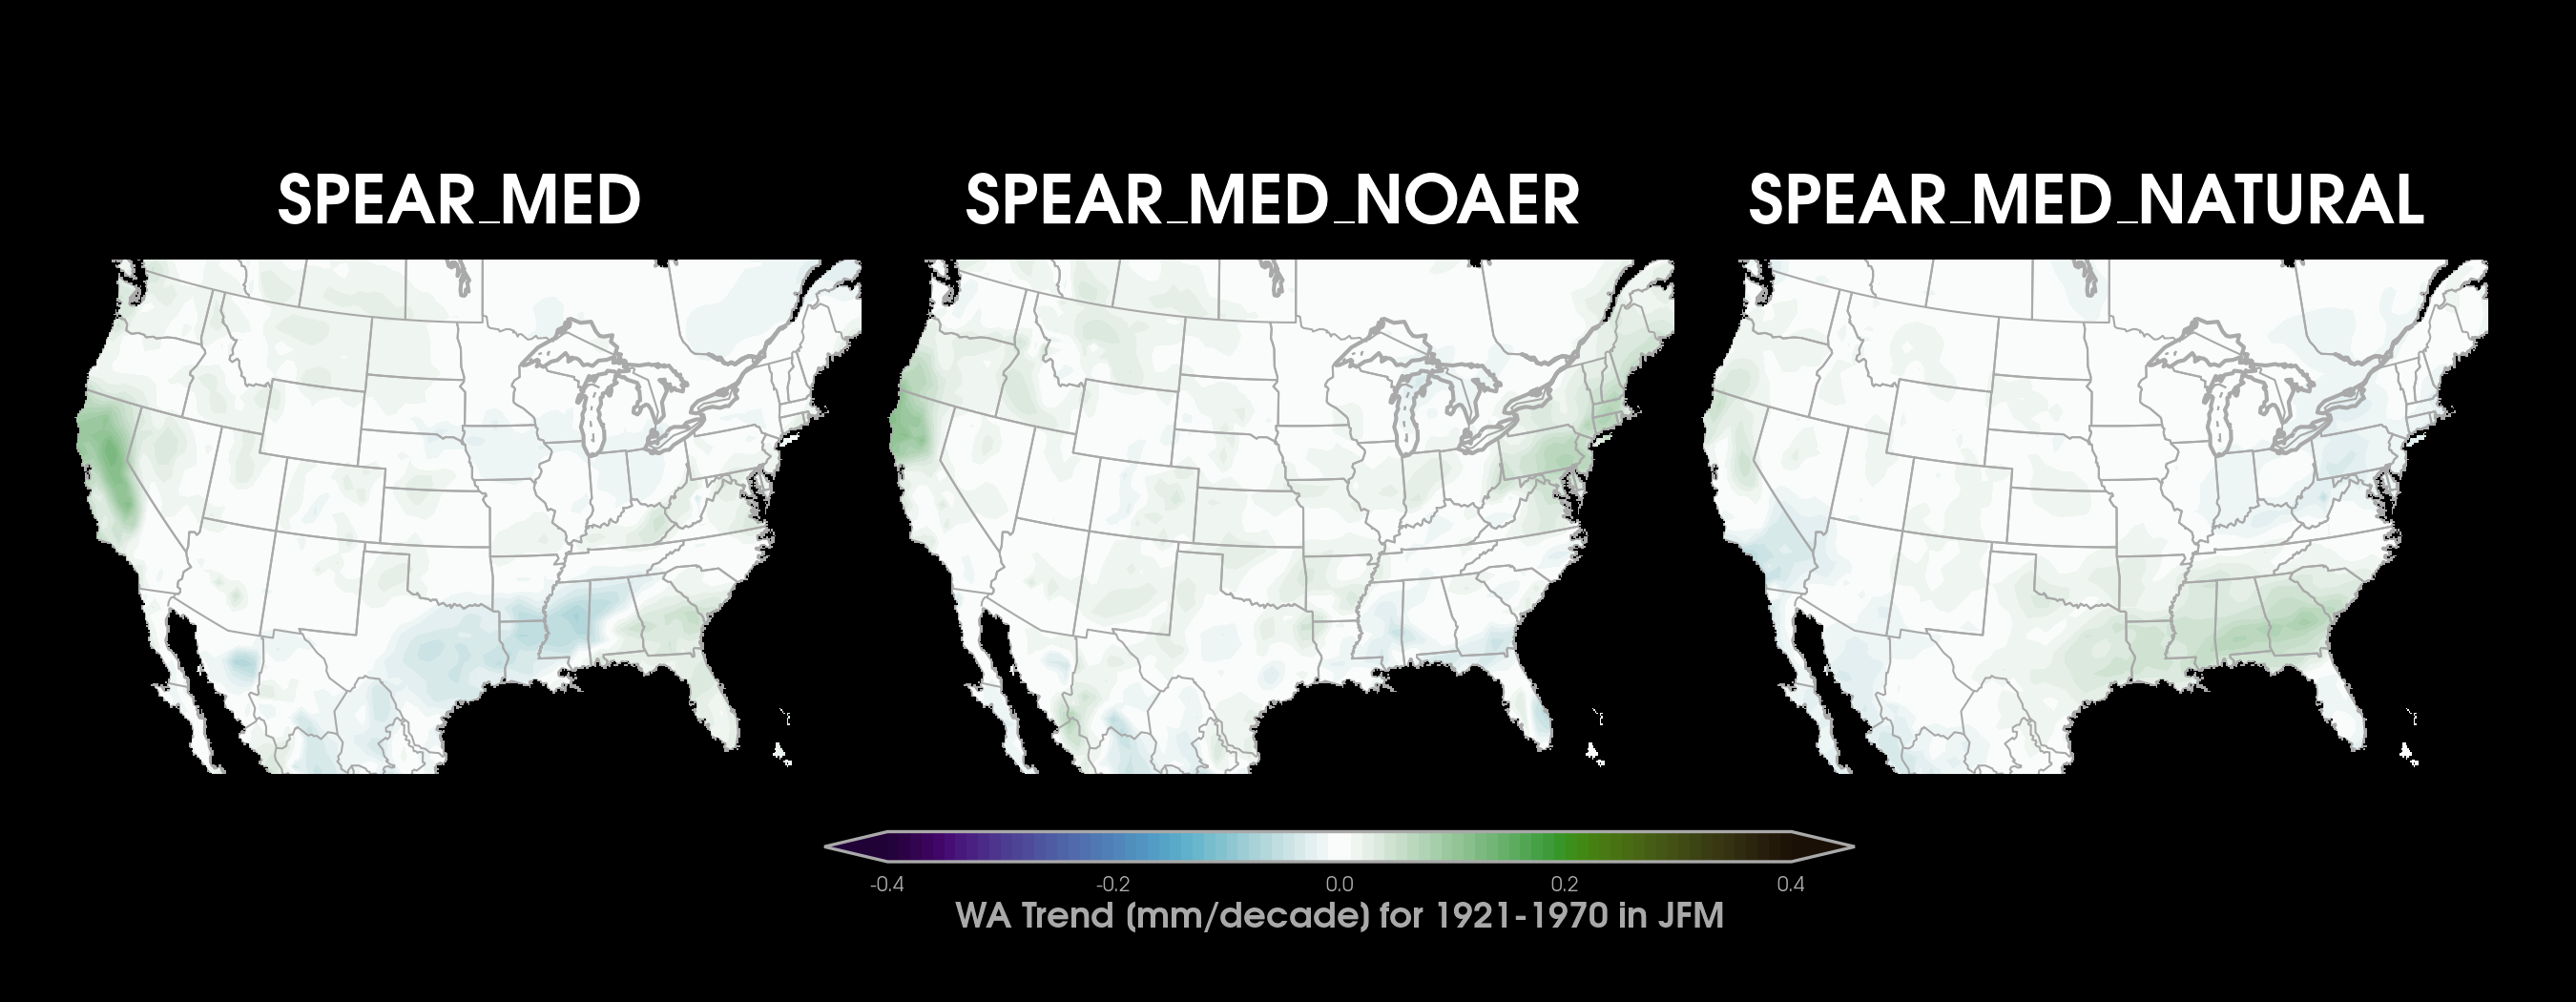 SPEAR_MED SPEAR_MED_NOAER SPEAR_MED_NATURAL
-0.4 -0.2 0.0 0.2 0.4
WA Trend (mm/decade) for 1921-1970 in JFM